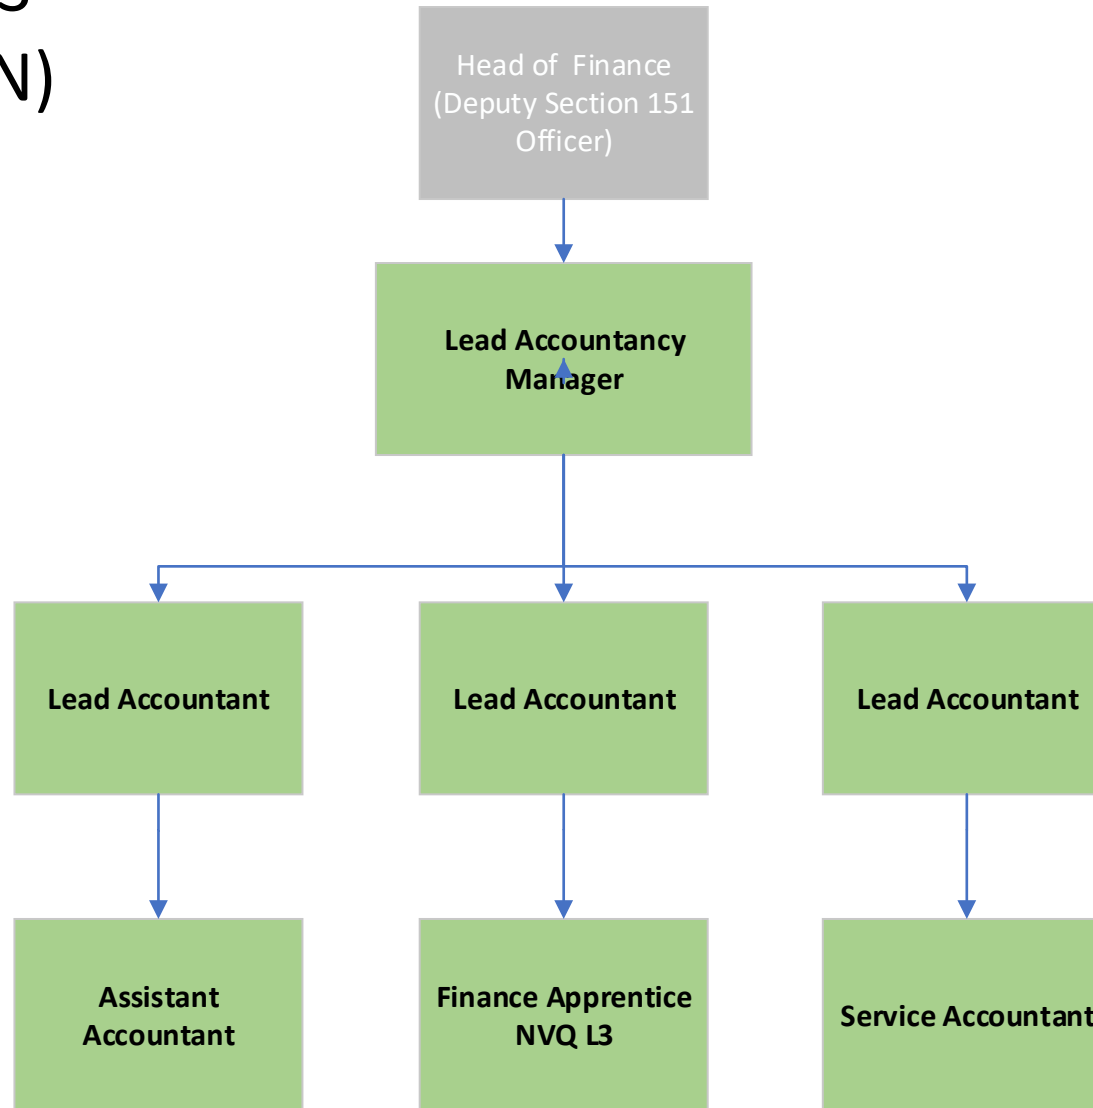 N)
Head of Finance
(Deputy Section 151
Officer)
Lead Accountancy
Manager
Lead Accountant
Lead Accountant
Lead Accountant
Assistant
Accountant
Finance Apprentice
NVQ L3
Service Accountant